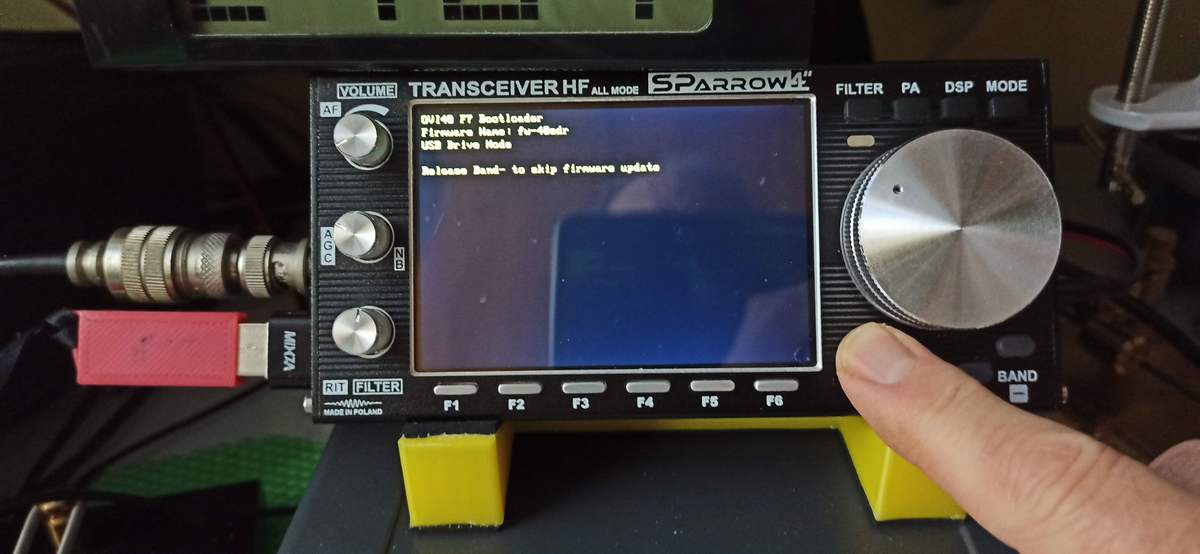 VOLUME
TRANSCEIVER HF ALL MODE
SPARROW 4"
FILTER PA DSP MODE
AF
OVI40 F7 Bootloader
Firmware Name: fw-40sdr
USB Drive Mode
Release Band- to skip firmware update
AGC
NB
MIXZA
RIT FILTER
MADE IN POLAND
F1 F2 F3 F4 F5 F6
BAND
-